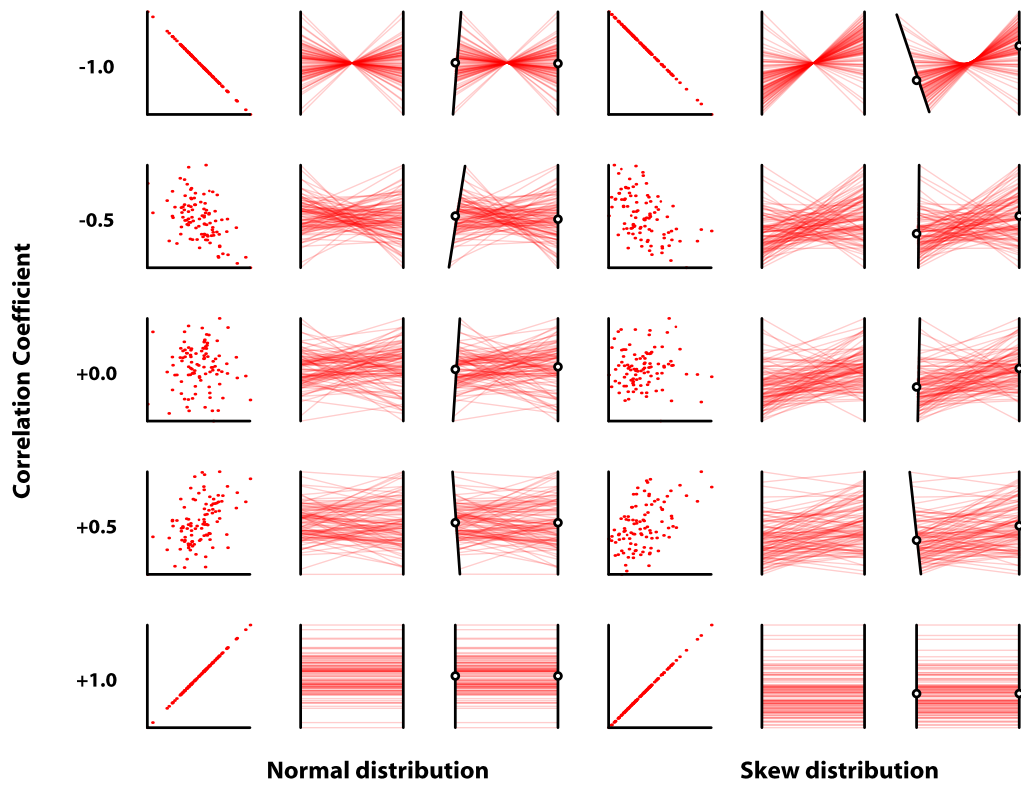 Correlation Coefficient
-1.0
-0.5
+0.0
+0.5
+1.0
Normal distribution
Skew distribution